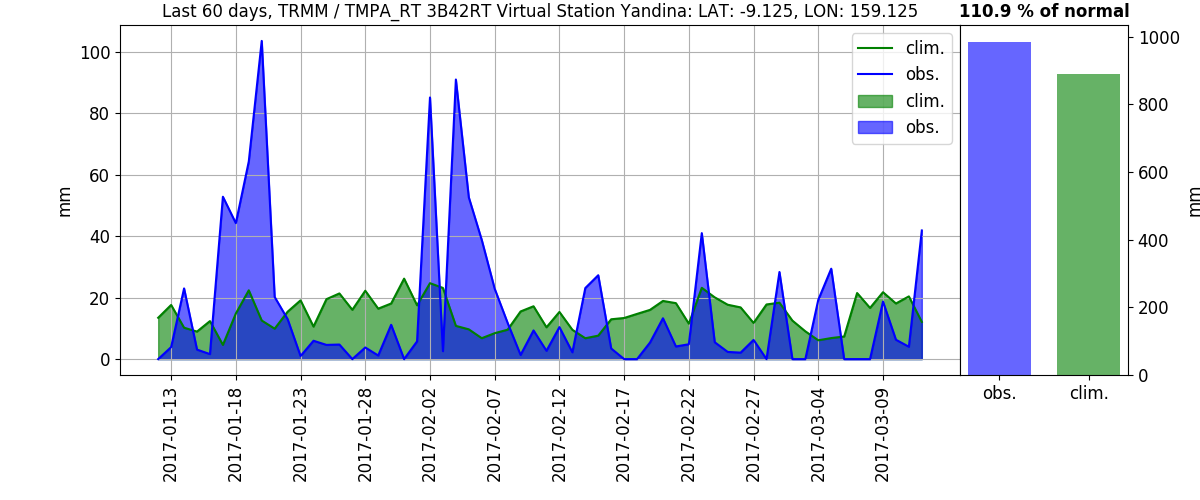 Last 60 days, TRMM / TMPA_RT 3B42RT Virtual Station Yandina: LAT: -9.125, LON: 159.125
110.9 % of normal
mm
100
80
60
40
20
0
clim.
obs.
clim.
obs.
2017-01-13
2017-01-18
2017-01-23
2017-01-28
2017-02-02
2017-02-07
2017-02-12
2017-02-17
2017-02-22
2017-02-27
2017-03-04
2017-03-09
1000
800
600
400
200
0
mm
obs.
clim.